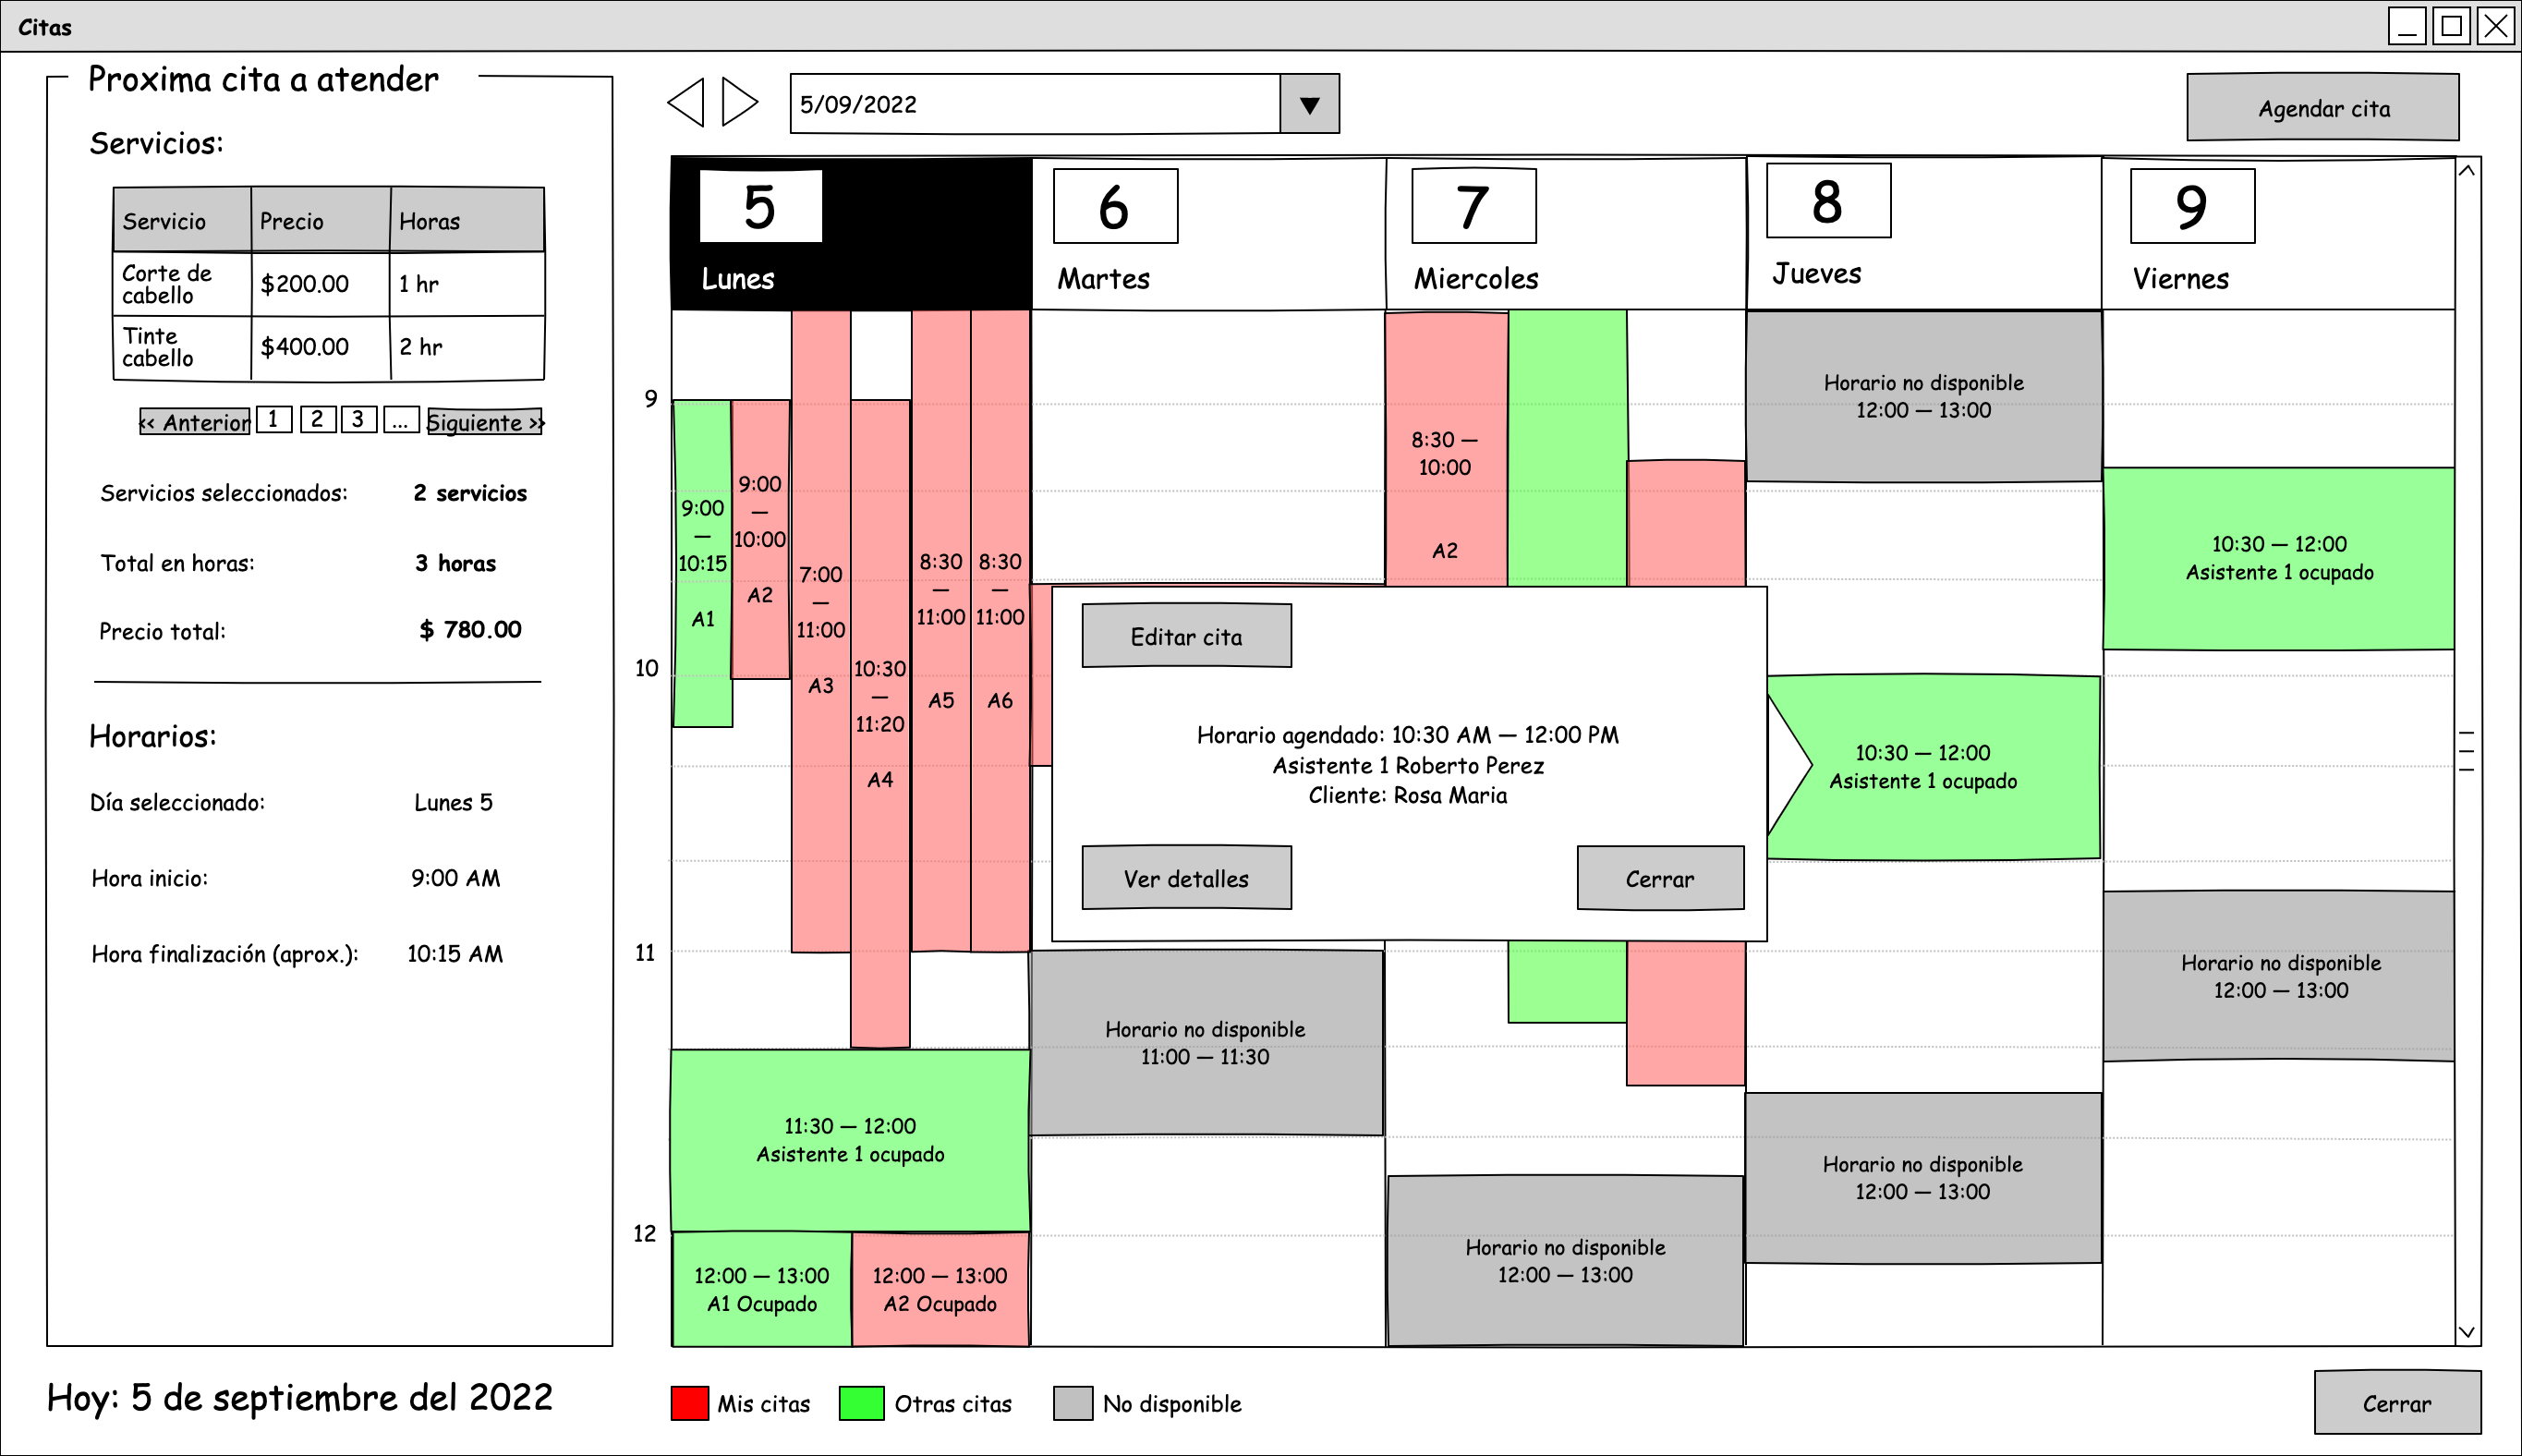 Citas
Proxima cita a atender
Servicios:
Servicio Precio Horas
Corte de
cabello
$200.00 1 hr
Tinte
cabello
$400.00 2 hr
<< Anterior 1 2 3 ... Siguiente >>
Servicios seleccionados: 2 servicios
Total en horas: 3 horas
Precio total: $ 780.00
Horarios:
Día seleccionado: Lunes 5
Hora inicio: 9:00 AM
Hora finalización (aprox.): 10:15 AM
Hoy: 5 de septiembre del 2022
5/09/2022
Agendar cita
5
Lunes
6
Martes
7
Miercoles
8
Jueves
9
Viernes
9
10
11
12
9:00
—
10:15
A1
9:00
—
10:00
A2
7:00
—
11:00
A3
10:30
—
11:20
A4
8:30
—
11:00
A5
8:30
—
11:00
A6
11:30 — 12:00
Asistente 1 ocupado
12:00 — 13:00
A1 Ocupado
12:00 — 13:00
A2 Ocupado
Horario no disponible
11:00 — 11:30
8:30 —
10:00
A2
Horario no disponible
12:00 — 13:00
Editar cita
Horario agendado: 10:30 AM — 12:00 PM
Asistente 1 Roberto Perez
Cliente: Rosa Maria
Ver detalles
Cerrar
Horario no disponible
12:00 — 13:00
10:30 — 12:00
Asistente 1 ocupado
Horario no disponible
12:00 — 13:00
10:30 — 12:00
Asistente 1 ocupado
Horario no disponible
12:00 — 13:00
Mis citas
Otras citas
No disponible
Cerrar